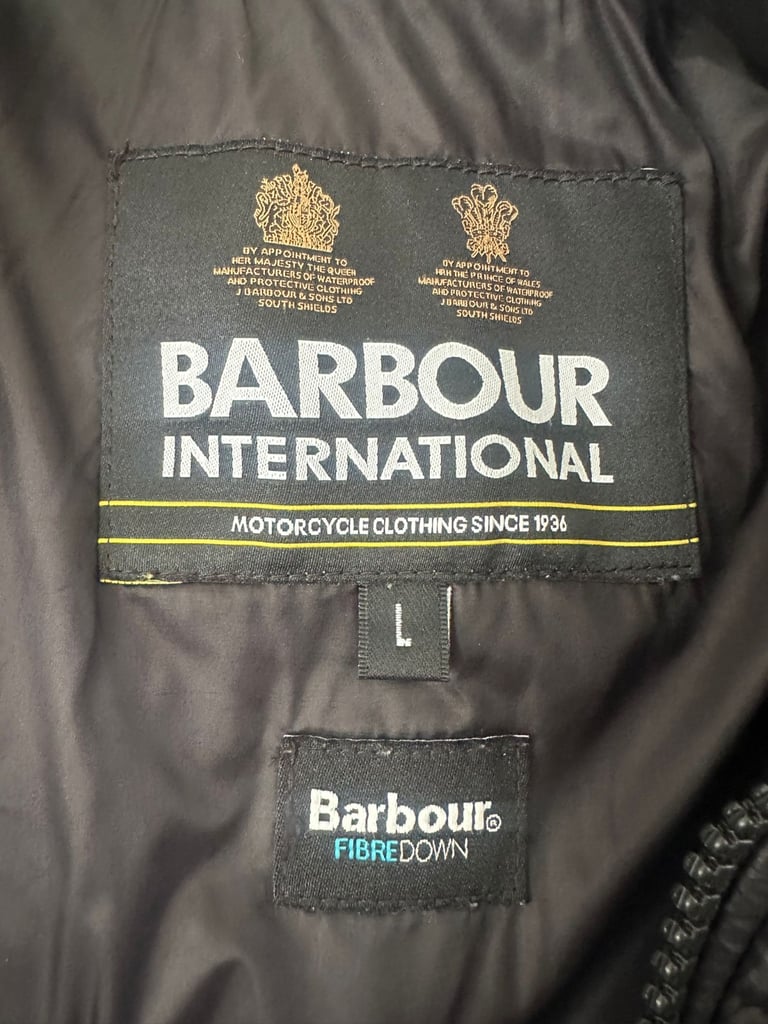 BY APPOINTMENT TO
HER MAJESTY THE QUEEN
MANUFACTURERS OF WATERPROOF
AND PROTECTIVE CLOTHING
J BARBOUR & SONS LTD
SOUTH SHIELDS
BY APPOINTMENT TO
HRH THE PRINCE OF WALES
MANUFACTURERS OF WATERPROOF
AND PROTECTIVE CLOTHING
J BARBOUR & SONS LTD
SOUTH SHIELDS
BARBOUR
INTERNATIONAL
MOTORCYCLE CLOTHING SINCE 1936
L
Barbour®
FIBREDOWN